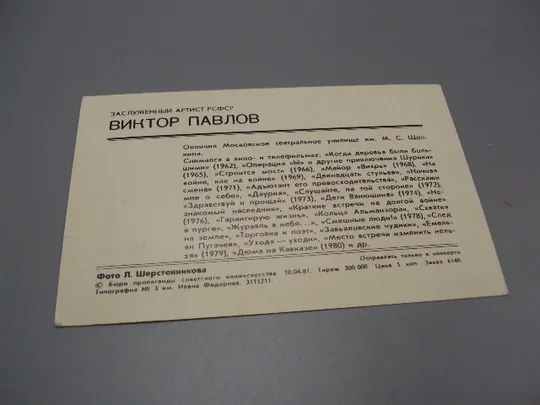 ЗАСЛУЖЕННЫЙ АРТИСТ РСФСР
ВИКТОР ПАВЛОВ
Окончил Московское театральное училище им. М. С. Щеп-
кина.
Снимался в кино- и телефильмах: «Когда деревья были боль-
шими» (1962), «Операция «Ы» и другие приключения Шурика»
(1965), «Строится мост» (1966), «Майор «Вихрь» (1968), «На
войне, как на войне» (1969), «Двенадцать стульев», «Ночная
смена» (1971), «Адъютант его превосходительства», «Расскажи
мне о себе», «Даурия», «Слушайте, на той стороне» (1972),
«Здравствуй и прощай» (1973), «Дети Ванюшина» (1974), «Не-
знакомый наследник», «Краткие встречи на долгой войне»
(1976), «Гарантирую жизнь», «Кольца Альманзора», «Схватка
в пурге», «Журавль в небе...», «Смешные люди!» (1978), «След
на земле», «Торговка и поэт», «Завьяловские чудики», «Емель-
ян Пугачев», «Уходя — уходи», «Место встречи изменить нель-
зя» (1979), «Дюма на Кавказе» (1980) и др.
Отправлять только в конверте
Фото Л. Шерстенникова
© Бюро пропаганды советского киноискусства 10.04.81. Тираж 300.000 Цена 5 коп. Заказ 6148.
Типография № 3 им. Ивана Федорова. 3111211.